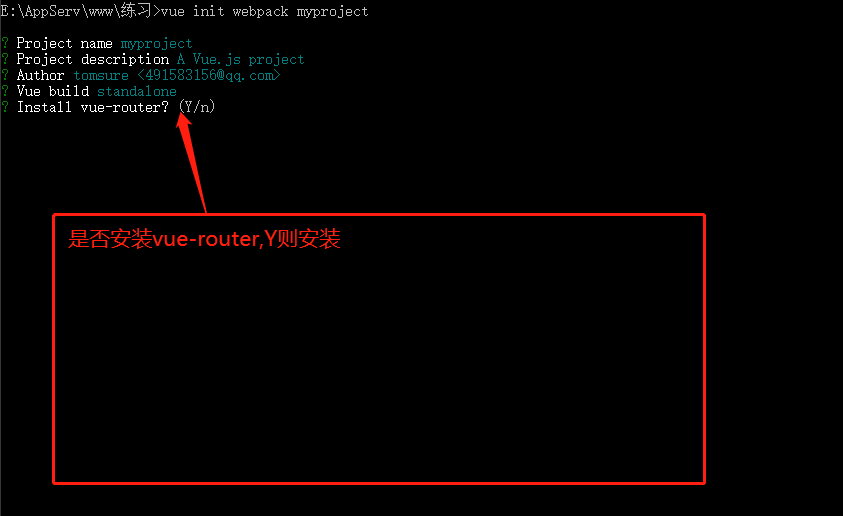 E:\AppServ\www\练习>vue init webpack myproject
? Project name myproject
? Project description A Vue.js project
? Author tomsure <491583156@qq.com>
? Vue build standalone
? Install vue-router? (Y/n)
是否安装vue-router,Y则安装